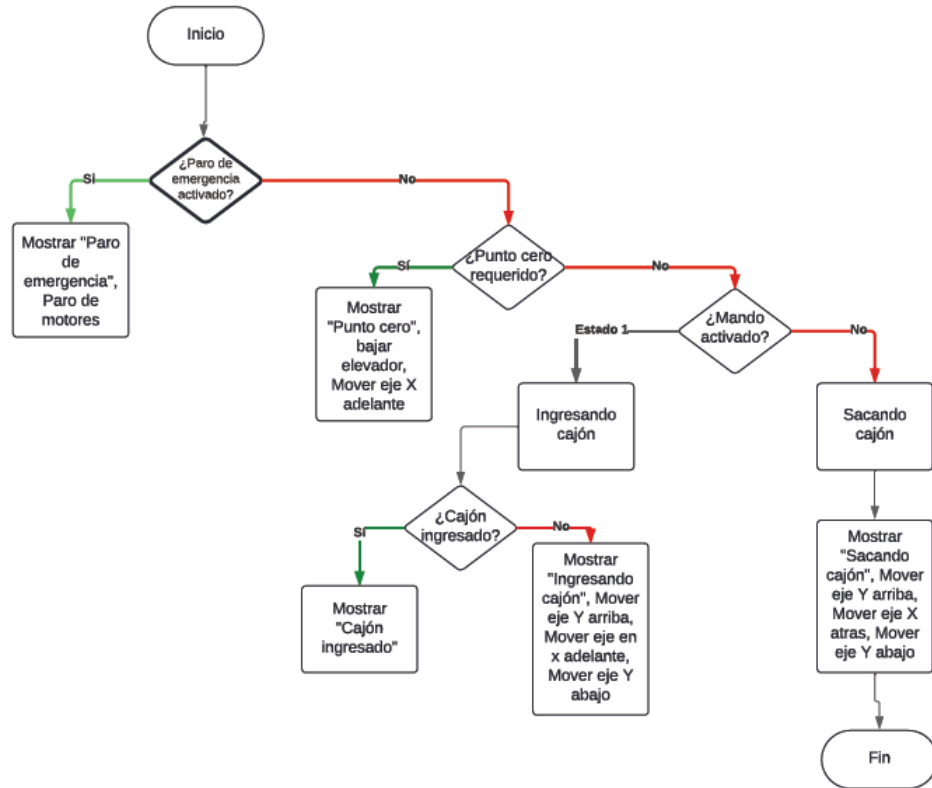 Inicio
¿Paro de
emergencia
activado?
Si
No
Mostrar "Paro
de
emergencia",
Paro de
motores
¿Punto cero
requerido?
Sí
No
Mostrar
"Punto cero",
bajar
elevador,
Mover eje X
adelante
¿Mando
activado?
Estado 1
No
Ingresando
cajón
Sacando
cajón
¿Cajón
ingresado?
Sí
No
Mostrar
"Cajón
ingresado"
Mostrar
"Ingresando
cajón", Mover
eje Y arriba,
Mover eje en
x adelante,
Mover eje Y
abajo
Mostrar
"Sacando
cajón", Mover
eje Y arriba,
Mover eje X
atras, Mover
eje Y abajo
Fin